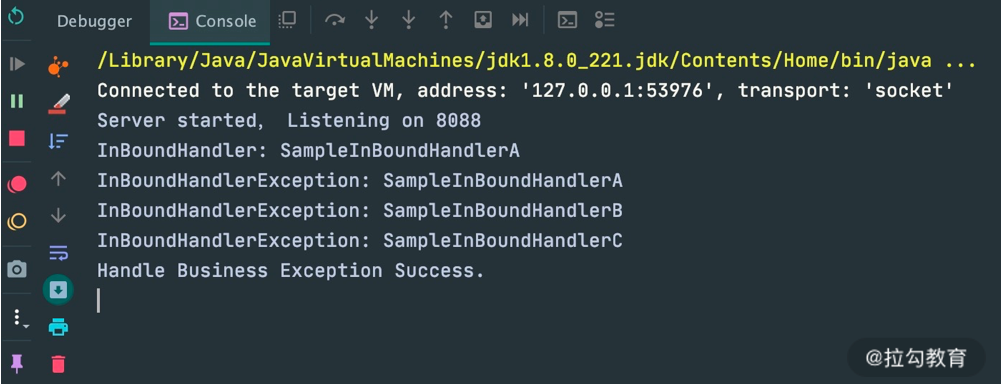 Debugger
Console
/Library/Java/JavaVirtualMachines/jdk1.8.0_221.jdk/Contents/Home/bin/java ...
Connected to the target VM, address: '127.0.0.1:53976', transport: 'socket'
Server started， Listening on 8088
InBoundHandler: SampleInBoundHandlerA
InBoundHandlerException: SampleInBoundHandlerA
InBoundHandlerException: SampleInBoundHandlerB
InBoundHandlerException: SampleInBoundHandlerC
Handle Business Exception Success.
@拉勾教育